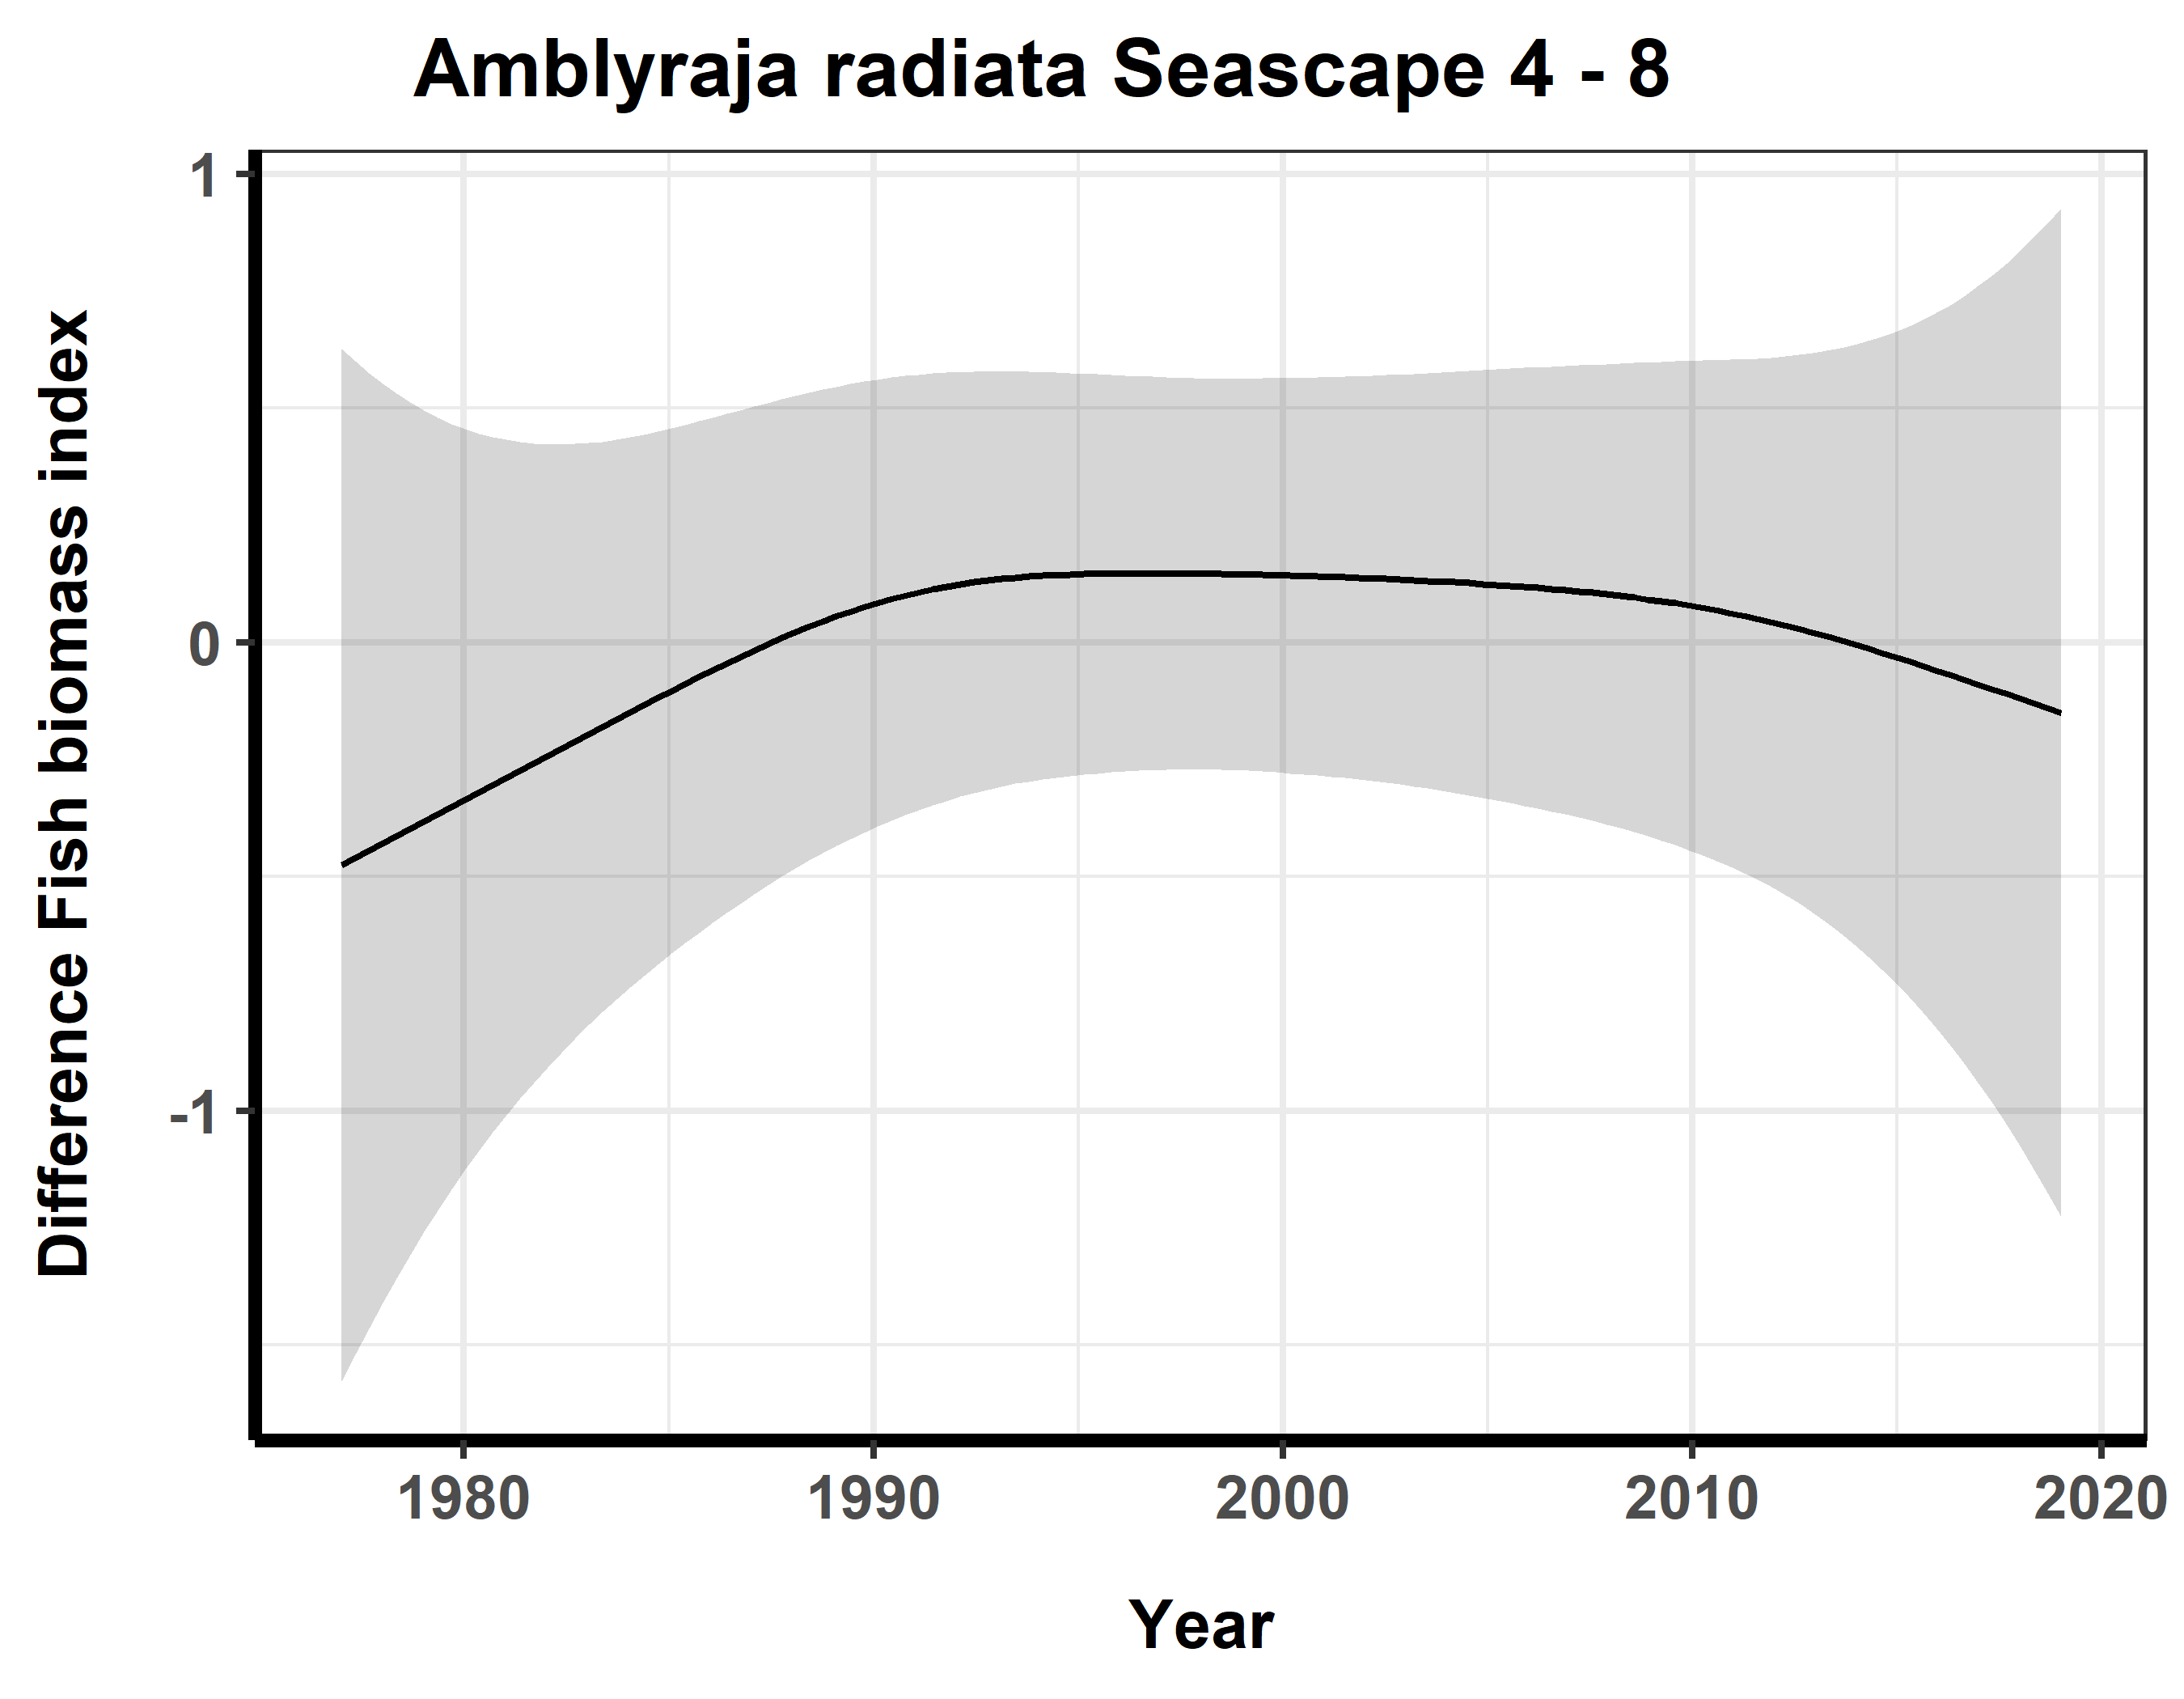 Amblyraja radiata Seascape 4 - 8
Difference Fish biomass index
1
0
-1
1980 1990 2000 2010 2020
Year